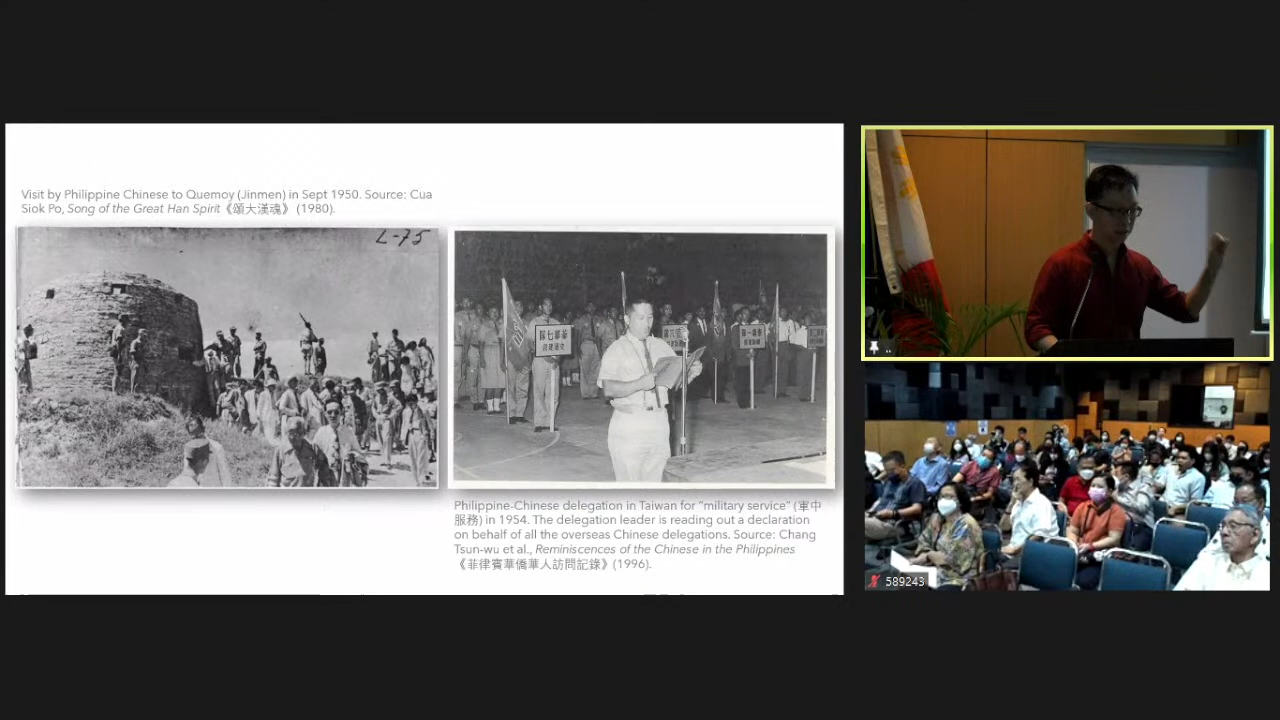 Visit by Philippine Chinese to Quemoy (Jinmen) in Sept 1950. Source: Cua
Siok Po, Song of the Great Han Spirit《頌大漢魂》 (1980).
L-75
Philippine-Chinese delegation in Taiwan for "military service" (軍中
服務) in 1954. The delegation leader is reading out a declaration
on behalf of all the overseas Chinese delegations. Source: Chang
Tsun-wu et al., Reminiscences of the Chinese in the Philippines
《菲律賓華僑華人訪問記錄》(1996).
589243